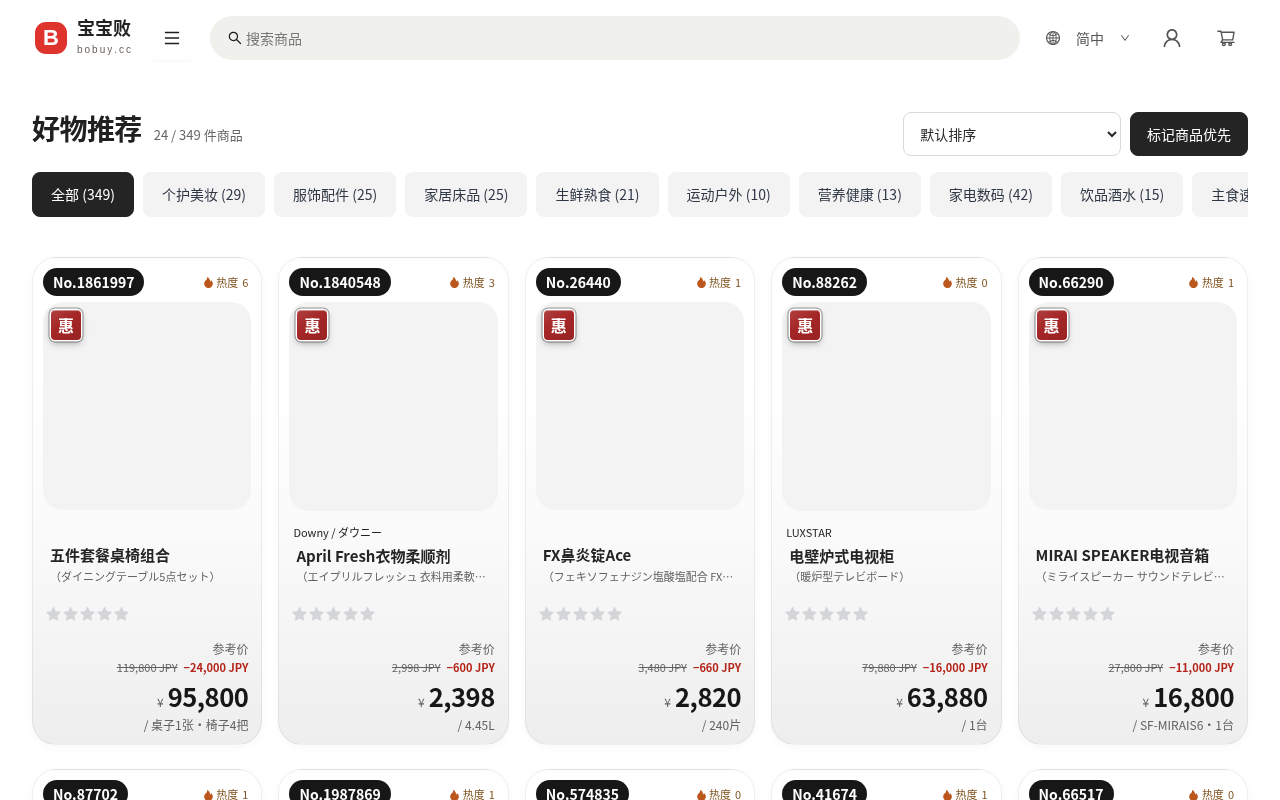 B 宝宝败
bobuy.cc
搜索商品
简中
好物推荐 24 / 349 件商品
默认排序
标记商品优先
全部 (349) 个护美妆 (29) 服饰配件 (25) 家居床品 (25) 生鲜熟食 (21) 运动户外 (10) 营养健康 (13) 家电数码 (42) 饮品酒水 (15) 主食速
No.1861997 热度 6
惠
五件套餐桌椅组合
（ダイニングテーブル5点セット）
参考价
119,800 JPY −24,000 JPY
¥ 95,800
/ 桌子1张・椅子4把
No.1840548 热度 3
惠
Downy / ダウニー
April Fresh衣物柔顺剂
（エイプリルフレッシュ 衣料用柔軟…
参考价
2,998 JPY −600 JPY
¥ 2,398
/ 4.45L
No.26440 热度 1
惠
FX鼻炎锭Ace
（フェキソフェナジン塩酸塩配合 FX…
参考价
3,480 JPY −660 JPY
¥ 2,820
/ 240片
No.88262 热度 0
惠
LUXSTAR
电壁炉式电视柜
（暖炉型テレビボード）
参考价
79,880 JPY −16,000 JPY
¥ 63,880
/ 1台
No.66290 热度 1
惠
MIRAI SPEAKER电视音箱
（ミライスピーカー サウンドテレビ…
参考价
27,800 JPY −11,000 JPY
¥ 16,800
/ SF-MIRAIS6・1台
No.87702 热度 1
No.1987869 热度 1
No.574835 热度 0
No.41674 热度 1
No.66517 热度 0